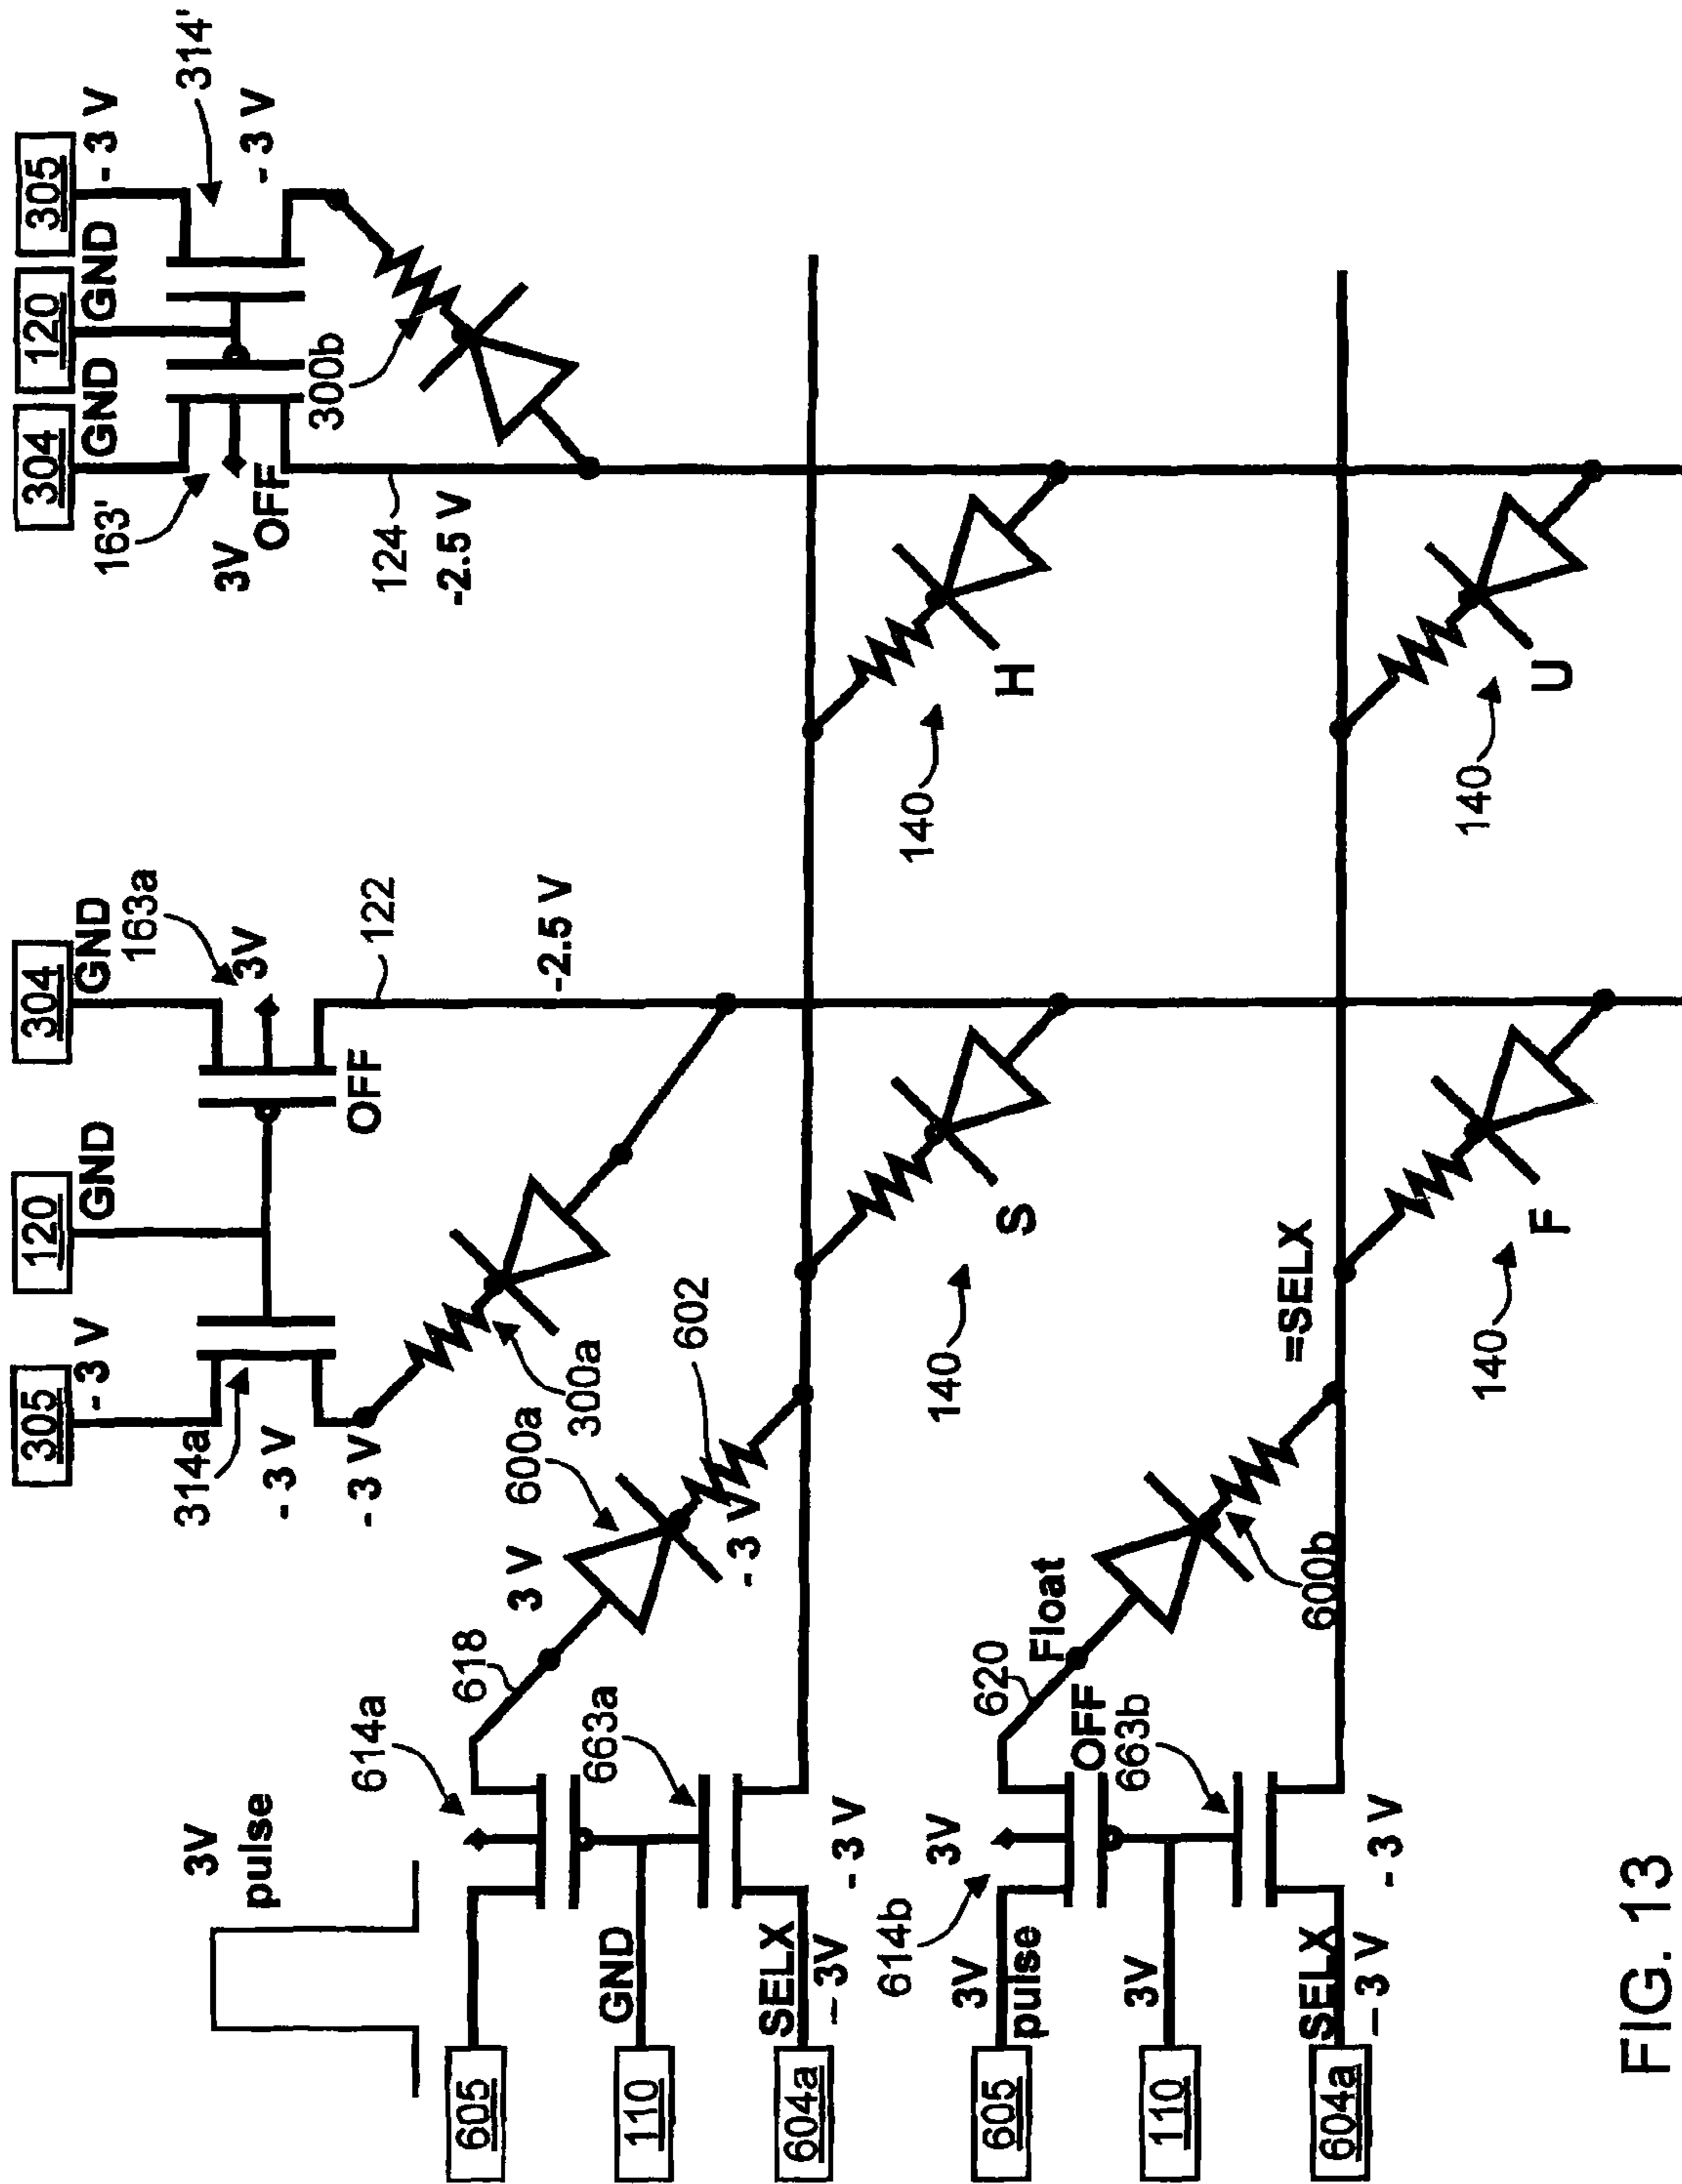 305
120
304
304
120
305
- 3 V
GND
GND
GND
GND
- 3 V
314a
163a
163'
314'
- 3 V
3V
3V
- 3 V
OFF
OFF
- 3 V
122
124
300b
300a
-2.5 V
-2.5 V
3V
pulse
614a
618
3 V
600a
602
- 3 V
605
GND
663a
110
SELX
– 3V
- 3 V
604a
140
S
140
H
3V
pulse
614b
3V
620
Float
605
OFF
663b
3V
110
=SELX
600b
SELX
– 3 V
- 3 V
604a
140
F
140
U
FIG. 13